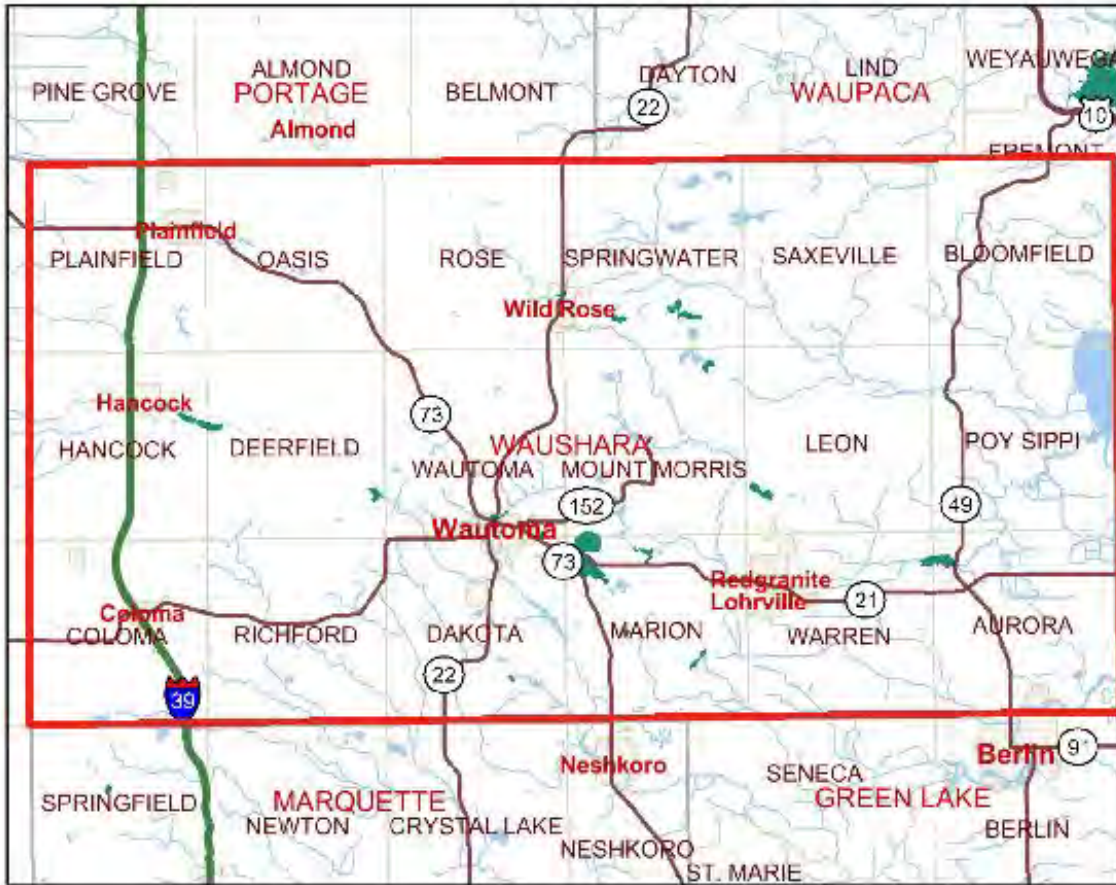 ALMOND
PORTAGE
PINE GROVE
BELMONT
DAYTON
LIND
WAUPACA
WEYAUWEGA
22
10
Almond
FREMONT
Plainfield
PLAINFIELD
OASIS
ROSE
SPRINGWATER
SAXEVILLE
BLOOMFIELD
Wild Rose
Hancock
73
HANCOCK
DEERFIELD
WAUSHARA
WAUTOMA
MOUNT MORRIS
LEON
POY SIPPI
152
49
Wautoma
73
Redgranite
Lohrville
21
Coloma
COLOMA
RICHFORD
DAKOTA
MARION
WARREN
AURORA
22
39
Neshkoro
Berlin
91
SENECA
GREEN LAKE
SPRINGFIELD
MARQUETTE
NEWTON
CRYSTAL LAKE
BERLIN
NESHKORO
ST. MARIE